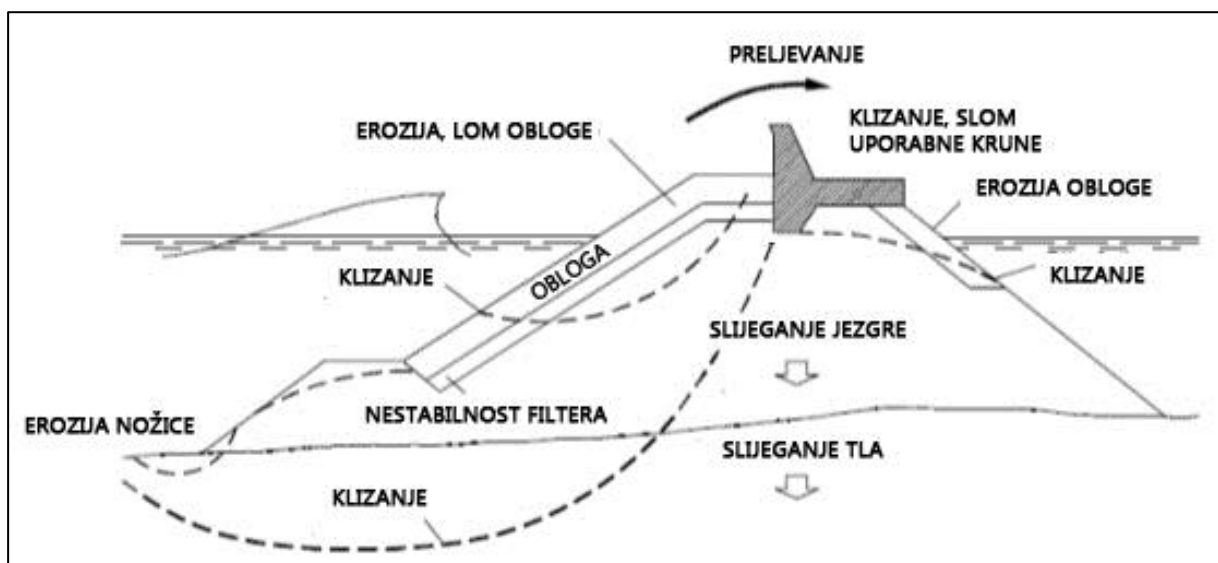 PRELJEVANJE
EROZIJA, LOM OBLOGE
KLIZANJE, SLOM
UPORABNE KRUNE
EROZIJA OBLOGE
KLIZANJE
OBLOGA
KLIZANJE
SLIJEGANJE JEZGRE
NESTABILNOST FILTERA
EROZIJA NOŽICE
SLIJEGANJE TLA
KLIZANJE